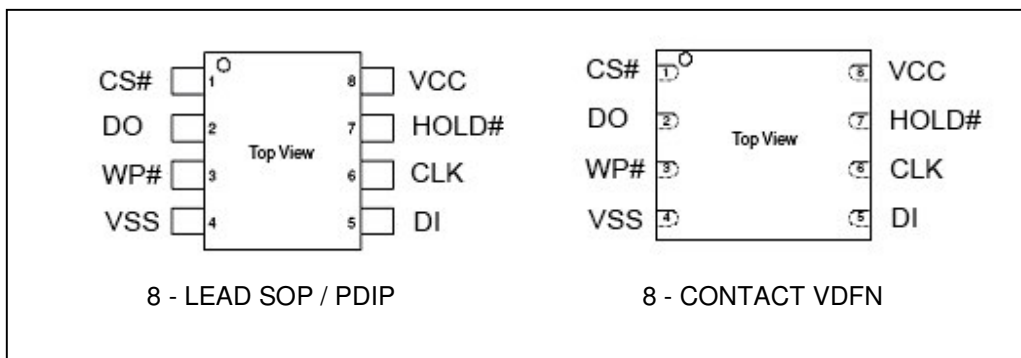 CS# 1 8 VCC
DO 2 7 HOLD#
Top View
WP# 3 6 CLK
VSS 4 5 DI
8 - LEAD SOP / PDIP
CS# 1 8 VCC
DO 2 7 HOLD#
Top View
WP# 3 6 CLK
VSS 4 5 DI
8 - CONTACT VDFN